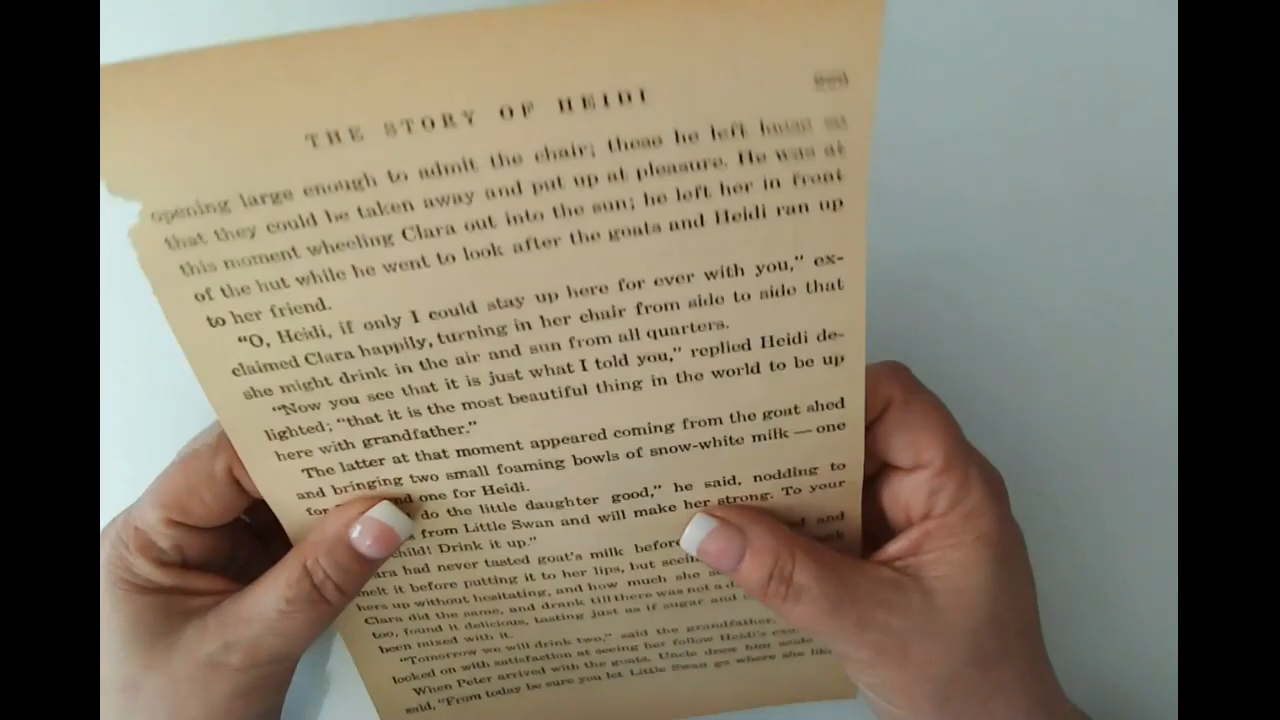 THE STORY OF HEIDI
opening large enough to admit the chair; these he left
that they could be taken away and put up at pleasure. He was at
this moment wheeling Clara out into the sun; he left her in front
of the hut while he went to look after the goats and Heidi ran up
to her friend.
"O, Heidi, if only I could stay up here for ever with you," ex-
claimed Clara happily, turning in her chair from side to side that
she might drink in the air and sun from all quarters.
"Now you see that it is just what I told you," replied Heidi de-
lighted; "that it is the most beautiful thing in the world to be up
here with grandfather."
The latter at that moment appeared coming from the goat shed
and bringing two small foaming bowls of snow-white milk — one
for one for Heidi.
do the little daughter good," he said, nodding to
from Little Swan and will make her strong. To your
child! Drink it up."
had never tasted goat's milk before and
melt it before putting it to her lips, but
hers up without hesitating, and how much she
Clara did the same, and drank till there was not a
too, found it delicious, tasting just as if sugar and
been mixed with it.
"Tomorrow we will drink two," said the grandfather,
looked on with satisfaction at seeing her follow Heidi's
When Peter arrived with the goats, Uncle drew him aside
said, "From today be sure you let Little Swan go where she